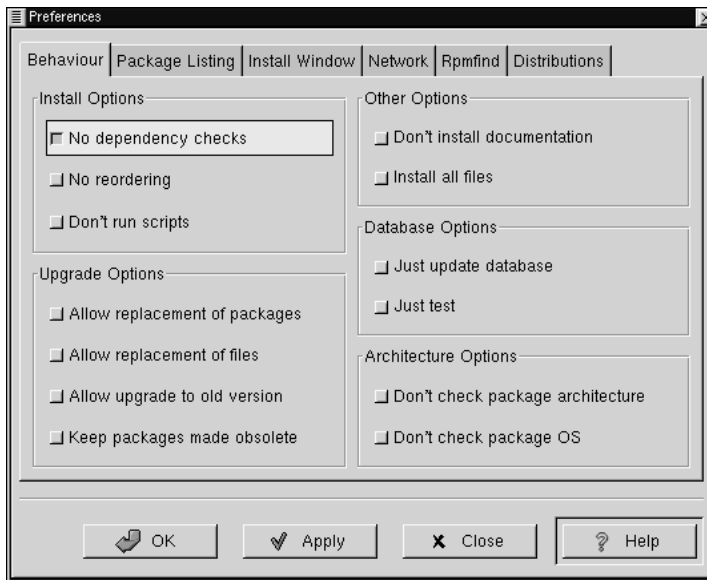 Preferences
Behaviour Package Listing Install Window Network Rpmfind Distributions
Install Options
No dependency checks
No reordering
Don't run scripts
Upgrade Options
Allow replacement of packages
Allow replacement of files
Allow upgrade to old version
Keep packages made obsolete
Other Options
Don't install documentation
Install all files
Database Options
Just update database
Just test
Architecture Options
Don't check package architecture
Don't check package OS
OK Apply Close Help